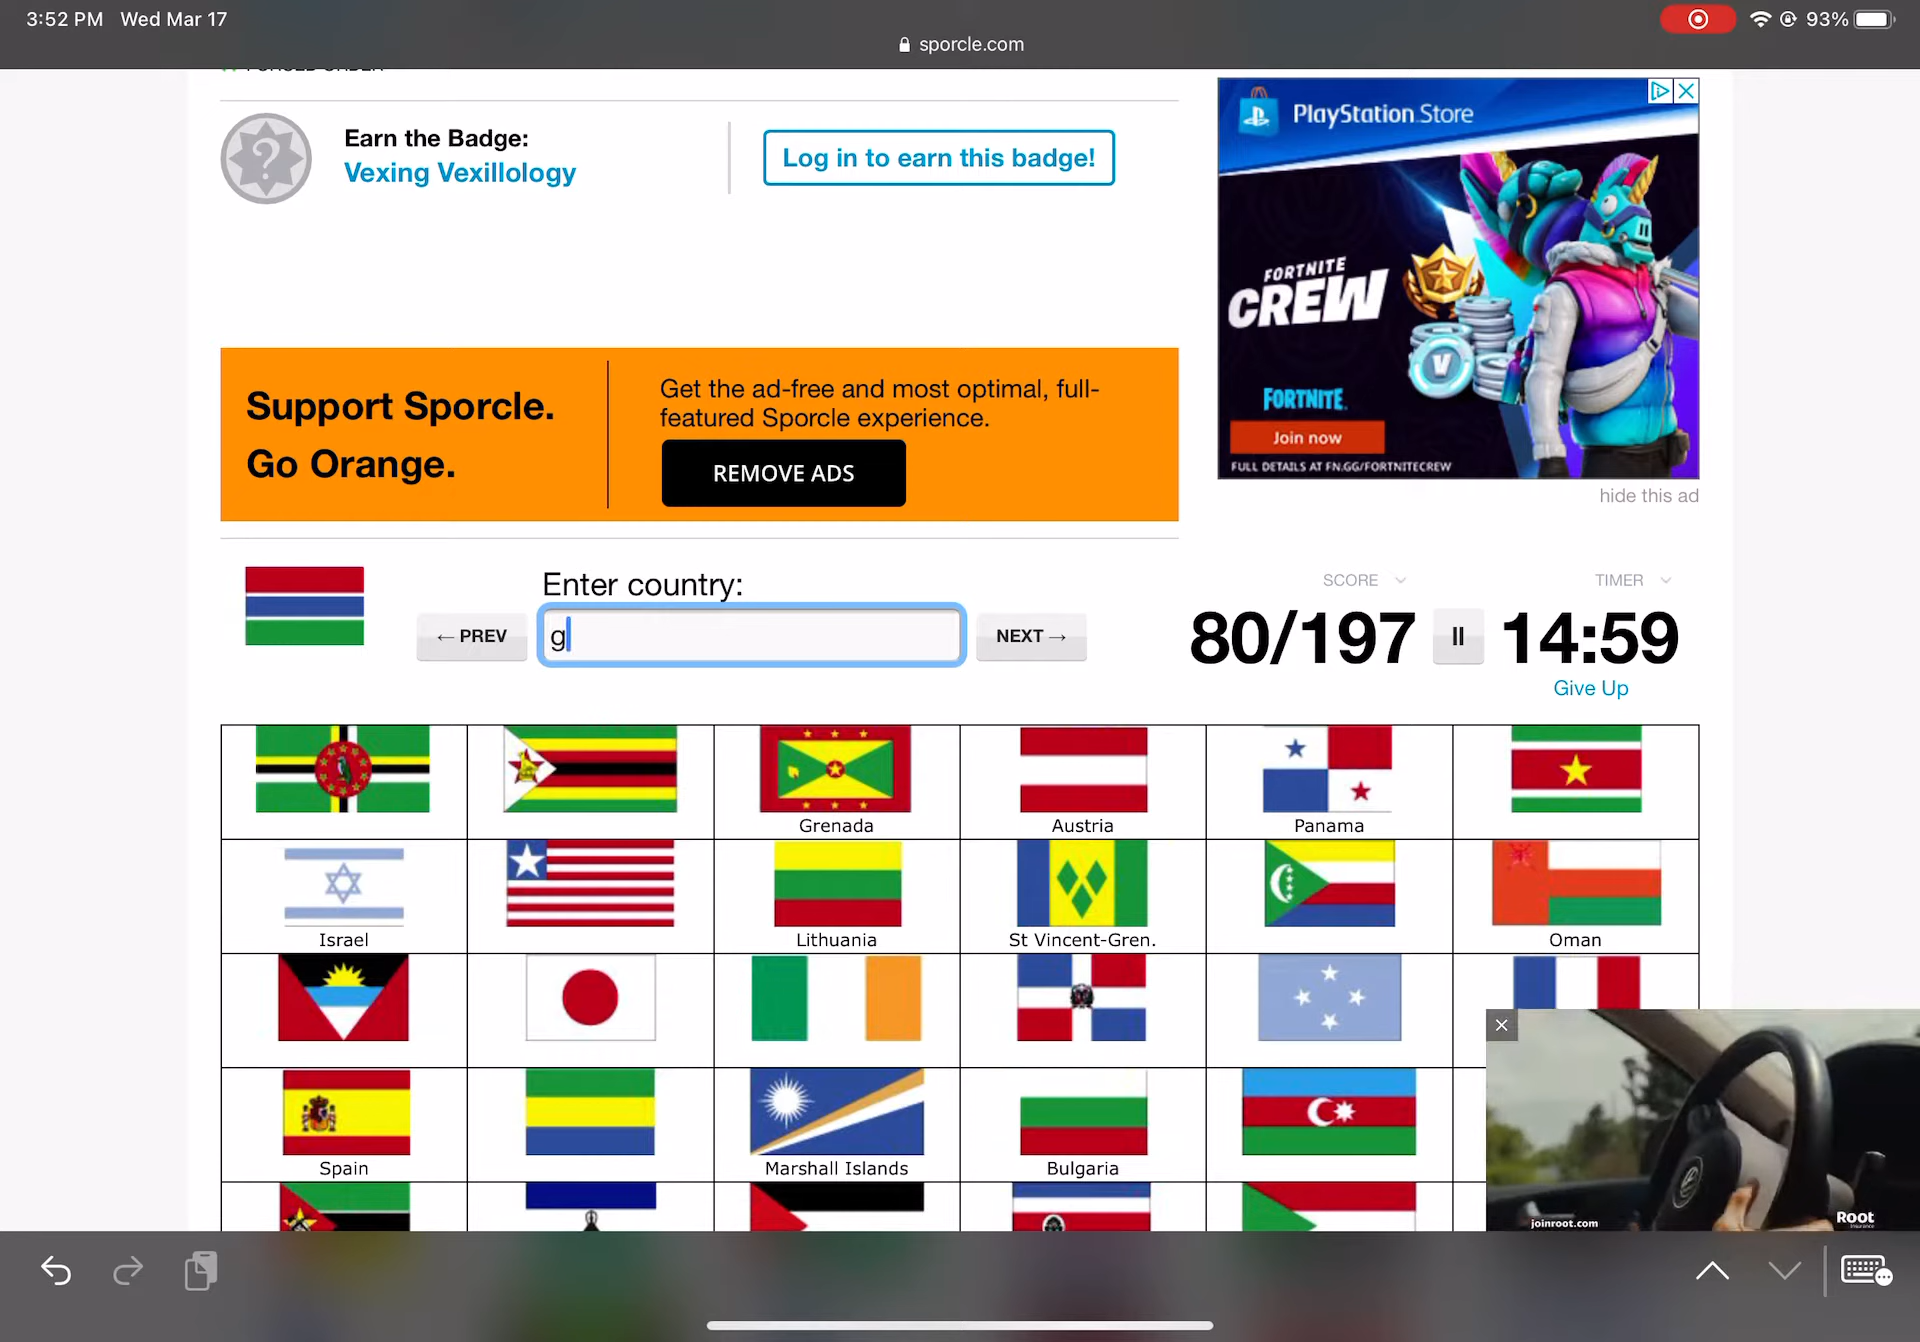 3:52 PM Wed Mar 17
93%
sporcle.com
FORCED ORDER
Earn the Badge:
Vexing Vexillology
Log in to earn this badge!
PlayStation Store
FORTNITE
CREW
V
FORTNITE
Join now
FULL DETAILS AT FN.GG/FORTNITECREW
hide this ad
Support Sporcle.
Go Orange.
Get the ad-free and most optimal, full-
featured Sporcle experience.
REMOVE ADS
Enter country:
← PREV
g
NEXT →
SCORE
80/197
TIMER
14:59
Give Up
Grenada
Austria
Panama
Israel
Lithuania
St Vincent-Gren.
Oman
Spain
Marshall Islands
Bulgaria
joinroot.com
Root